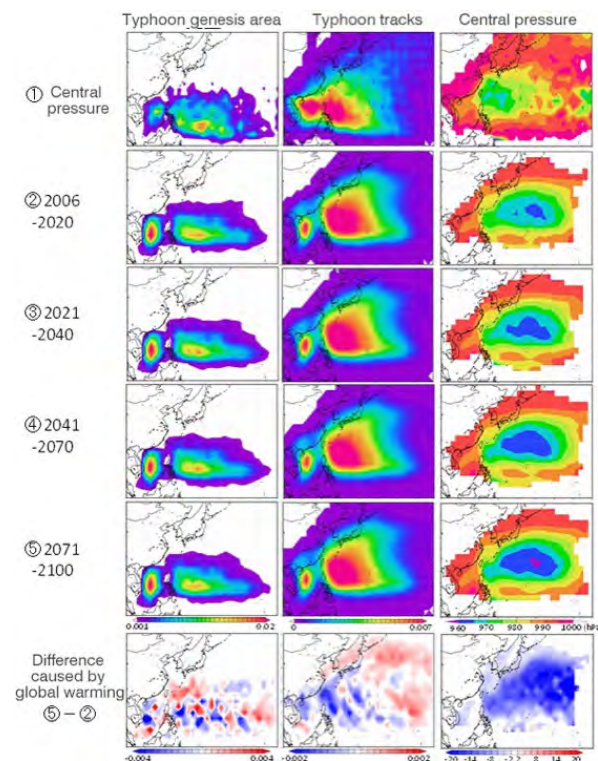 Typhoon genesis area Typhoon tracks Central pressure
① Central
pressure
② 2006
-2020
③ 2021
-2040
④ 2041
-2070
⑤ 2071
-2100
0.001 0.02 0 0.007 960 970 980 990 1000 (hPa)
Difference
caused by
global warming
⑤ – ②
-0.004 0.004 -0.002 0.002 -20 -14 -8 -2 2 8 14 20